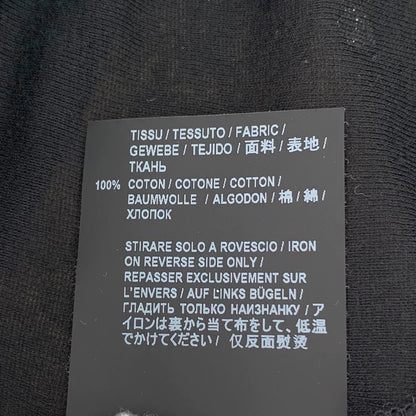 TISSU / TESSUTO / FABRIC /
GEWEBE / TEJIDO / 面料 / 表地 /
ТКАНЬ
100% COTON / COTONE / COTTON /
BAUMWOLLE / ALGODON / 棉 / 綿 /
ХЛОПОК
STIRARE SOLO A ROVESCIO / IRON
ON REVERSE SIDE ONLY /
REPASSER EXCLUSIVEMENT SUR
L'ENVERS / AUF LINKS BÜGELN /
ГЛАДИТЬ ТОЛЬКО НАИЗНАНКУ / ア
イロンは裏から当て布をして、低温
でかけてください / 仅反面熨烫